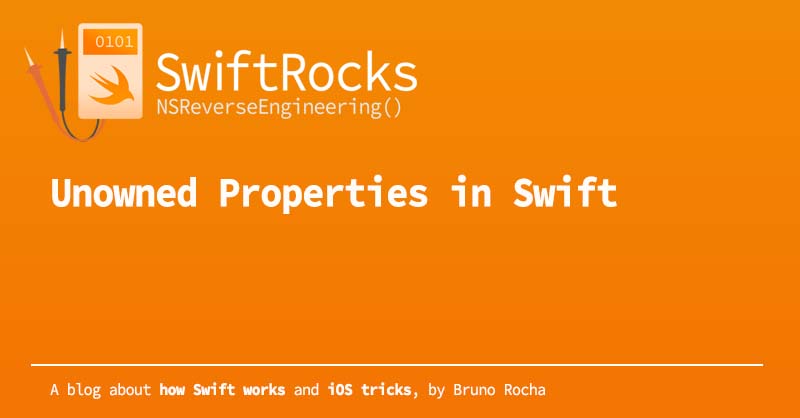 0101
SwiftRocks
NSReverseEngineering()
Unowned Properties in Swift
A blog about how Swift works and iOS tricks, by Bruno Rocha